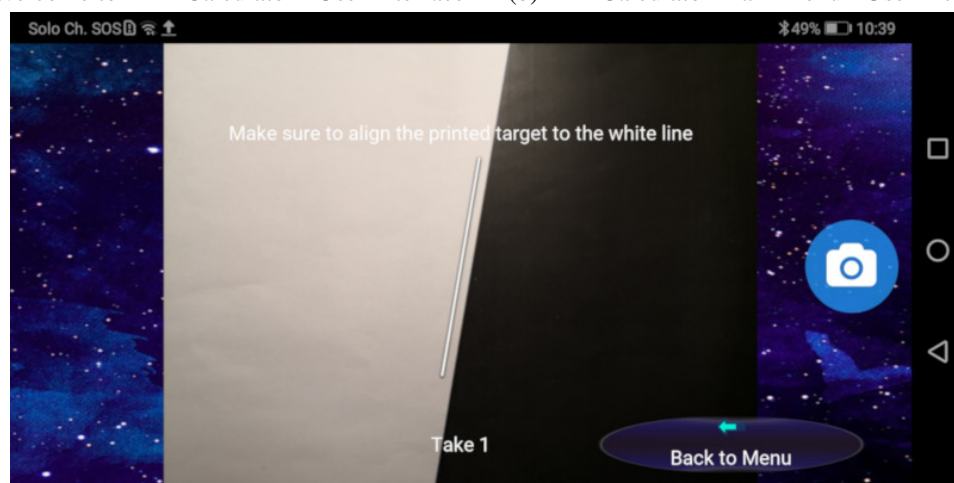 Solo Ch. SOS 49% 10:39
Make sure to align the printed target to the white line
Take 1
Back to Menu